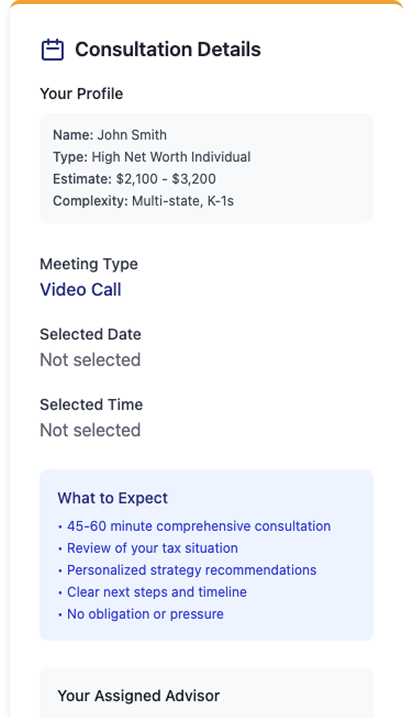 Consultation Details
Your Profile
Name: John Smith
Type: High Net Worth Individual
Estimate: $2,100 - $3,200
Complexity: Multi-state, K-1s
Meeting Type
Video Call
Selected Date
Not selected
Selected Time
Not selected
What to Expect
• 45-60 minute comprehensive consultation
• Review of your tax situation
• Personalized strategy recommendations
• Clear next steps and timeline
• No obligation or pressure
Your Assigned Advisor